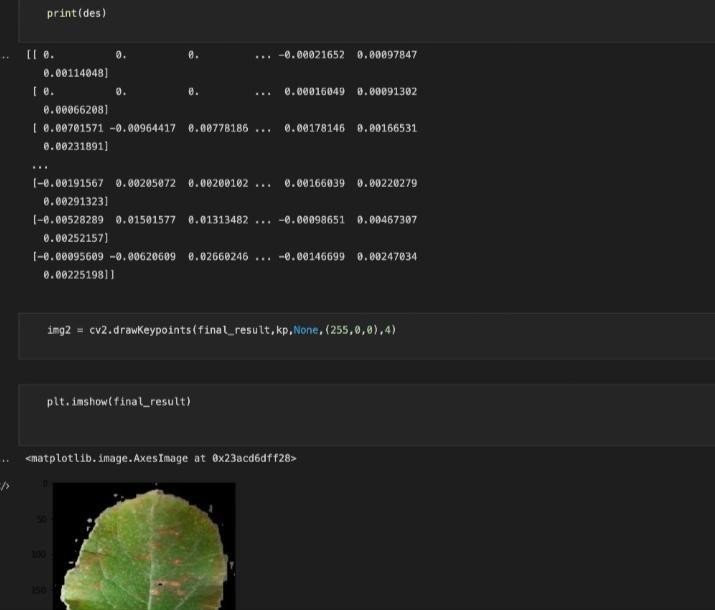 print(des)
[[ 0.          0.          0.         ... -0.00021652  0.00097847
   0.00114048]
 [ 0.          0.          0.         ...  0.00016049  0.00091302
   0.00066208]
 [ 0.00701571 -0.00964417  0.00778186 ...  0.00178146  0.00166531
   0.00231891]
 ...
 [-0.00191567  0.00205072  0.00200102 ...  0.00166039  0.00220279
   0.00291323]
 [-0.00528289  0.01501577  0.01313482 ... -0.00098651  0.00467307
   0.00252157]
 [-0.00095609 -0.00620609  0.02660246 ... -0.00146699  0.00247034
   0.00225198]]
img2 = cv2.drawKeypoints(final_result,kp,None,(255,0,0),4)
plt.imshow(final_result)
<matplotlib.image.AxesImage at 0x23acd6dff28>
0
50
100
150